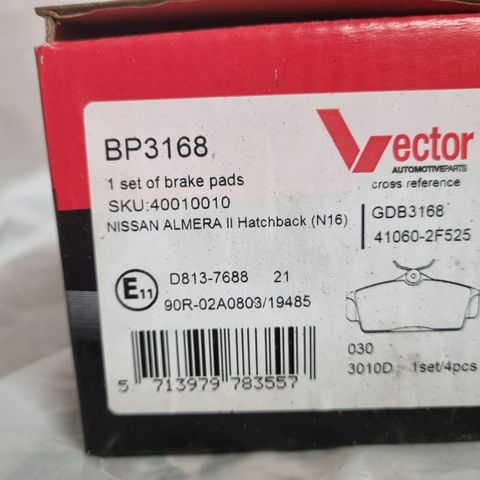 BP3168
1 set of brake pads
SKU:40010010
NISSAN ALMERA II Hatchback (N16)
Vector
AUTOMOTIVEPARTS
cross reference
GDB3168
41060-2F525
E11
D813-7688 21
90R-02A0803/19485
5 713979 783557
030
3010D 1set/4pcs